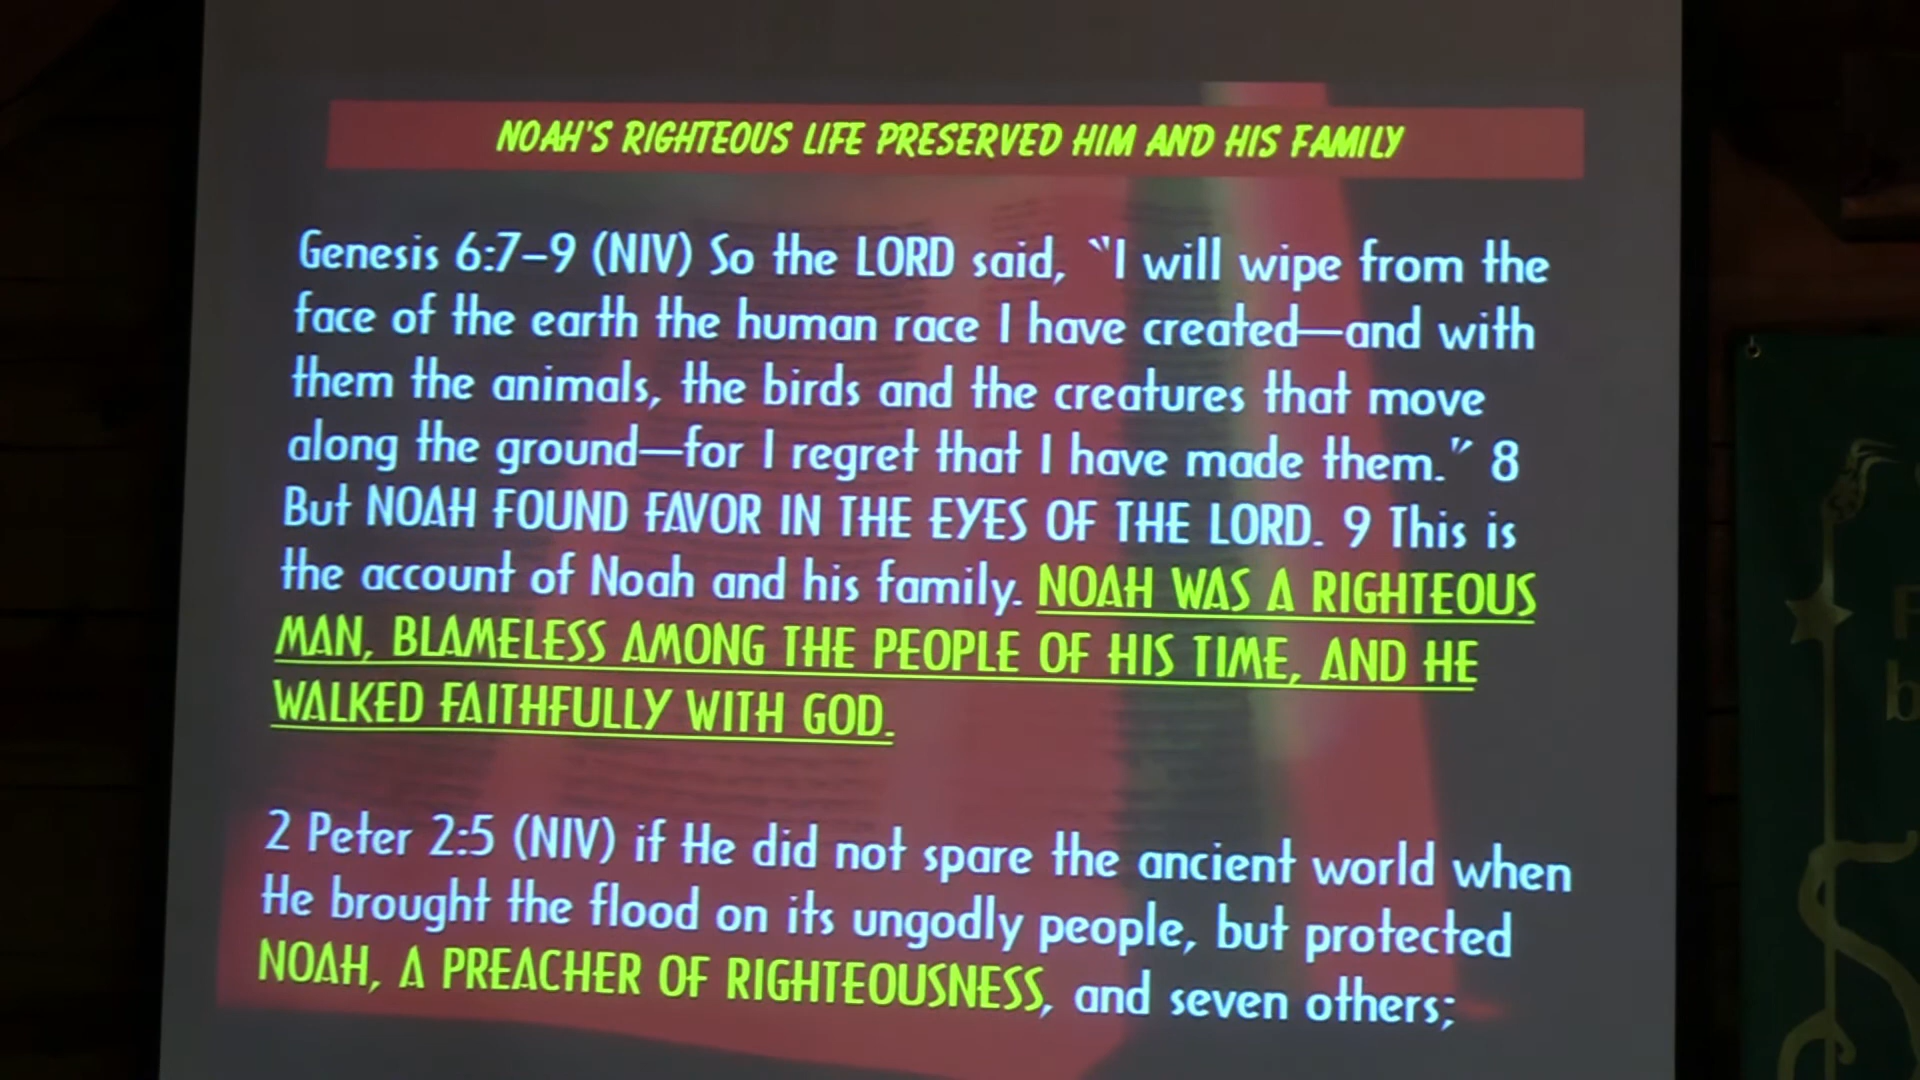 NOAH'S RIGHTEOUS LIFE PRESERVED HIM AND HIS FAMILY
Genesis 6:7–9 (NIV) So the LORD said, “I will wipe from the
face of the earth the human race I have created—and with
them the animals, the birds and the creatures that move
along the ground—for I regret that I have made them.” 8
But NOAH FOUND FAVOR IN THE EYES OF THE LORD. 9 This is
the account of Noah and his family. NOAH WAS A RIGHTEOUS
MAN, BLAMELESS AMONG THE PEOPLE OF HIS TIME, AND HE
WALKED FAITHFULLY WITH GOD.
2 Peter 2:5 (NIV) if He did not spare the ancient world when
He brought the flood on its ungodly people, but protected
NOAH, A PREACHER OF RIGHTEOUSNESS, and seven others;